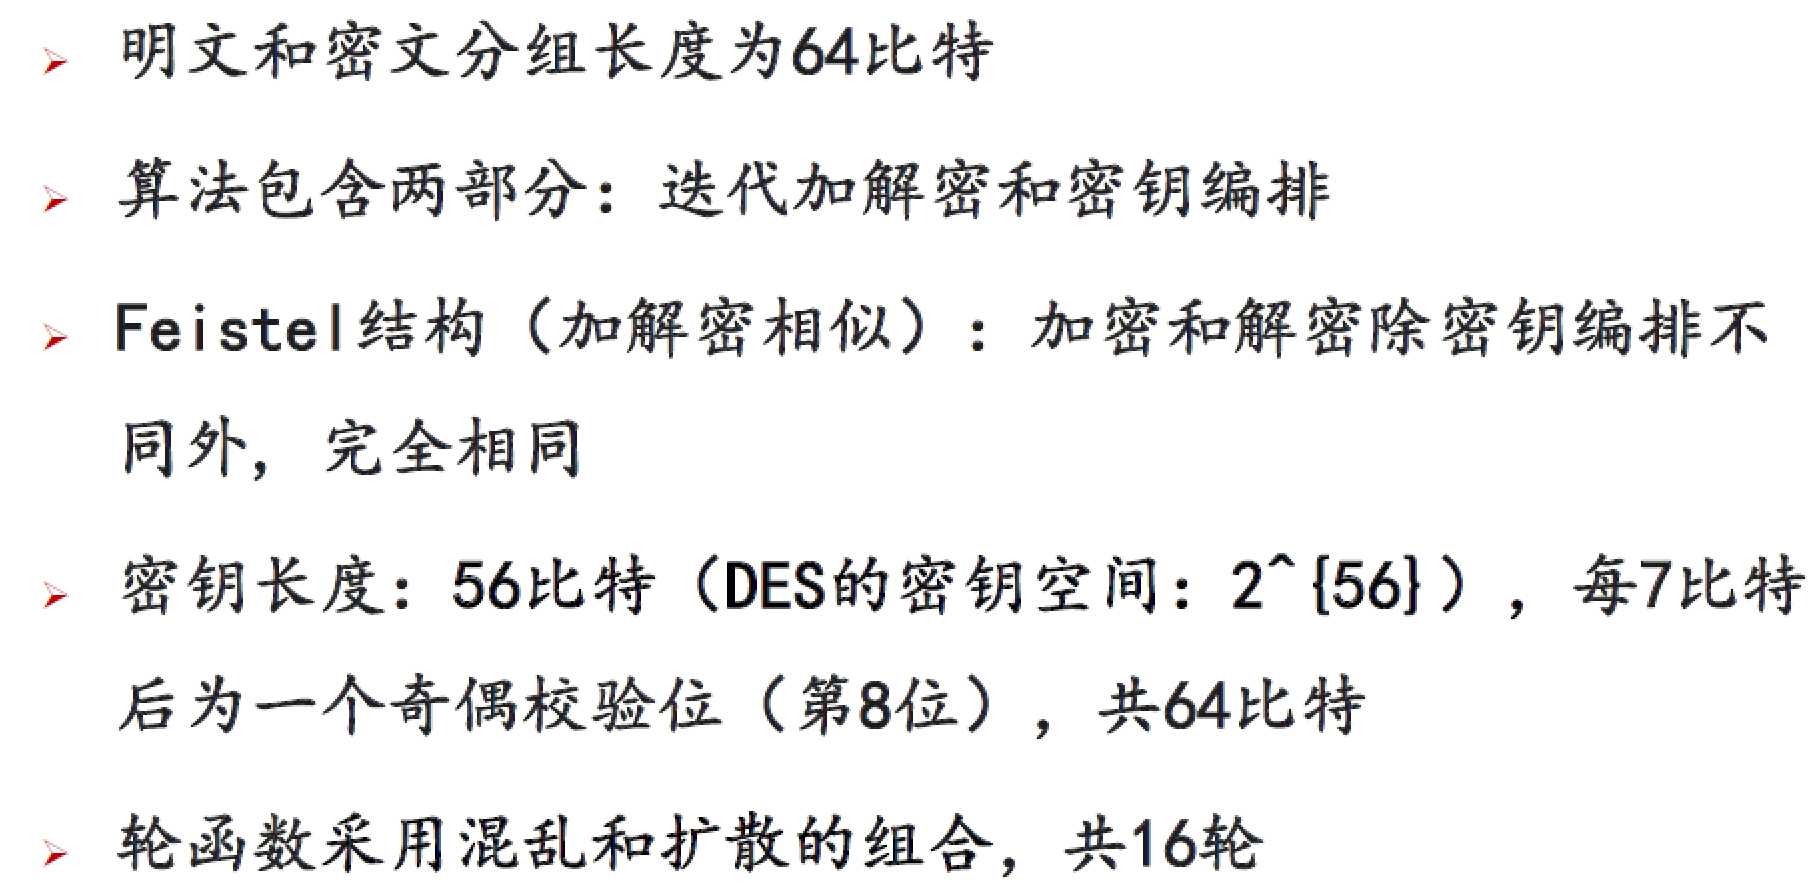 明文和密文分组长度为64比特
算法包含两部分：迭代加解密和密钥编排
Feistel结构（加解密相似）：加密和解密除密钥编排不
同外，完全相同
密钥长度：56比特（DES的密钥空间：2^{56}），每7比特
后为一个奇偶校验位（第8位），共64比特
轮函数采用混乱和扩散的组合，共16轮